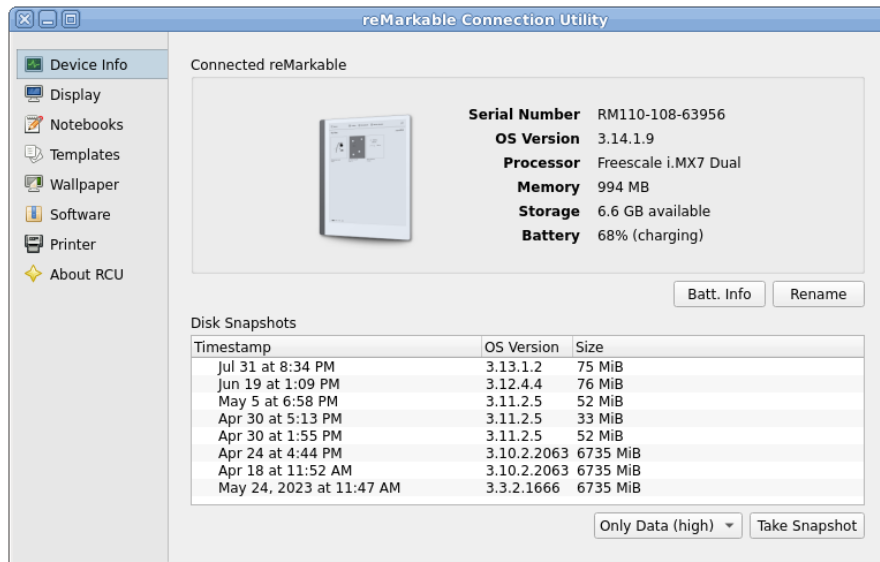 reMarkable Connection Utility
Device Info
Display
Notebooks
Templates
Wallpaper
Software
Printer
About RCU
Connected reMarkable
Serial Number RM110-108-63956
OS Version 3.14.1.9
Processor Freescale i.MX7 Dual
Memory 994 MB
Storage 6.6 GB available
Battery 68% (charging)
Batt. Info Rename
Disk Snapshots
Timestamp OS Version Size
Jul 31 at 8:34 PM 3.13.1.2 75 MiB
Jun 19 at 1:09 PM 3.12.4.4 76 MiB
May 5 at 6:58 PM 3.11.2.5 52 MiB
Apr 30 at 5:13 PM 3.11.2.5 33 MiB
Apr 30 at 1:55 PM 3.11.2.5 52 MiB
Apr 24 at 4:44 PM 3.10.2.2063 6735 MiB
Apr 18 at 11:52 AM 3.10.2.2063 6735 MiB
May 24, 2023 at 11:47 AM 3.3.2.1666 6735 MiB
Only Data (high) Take Snapshot